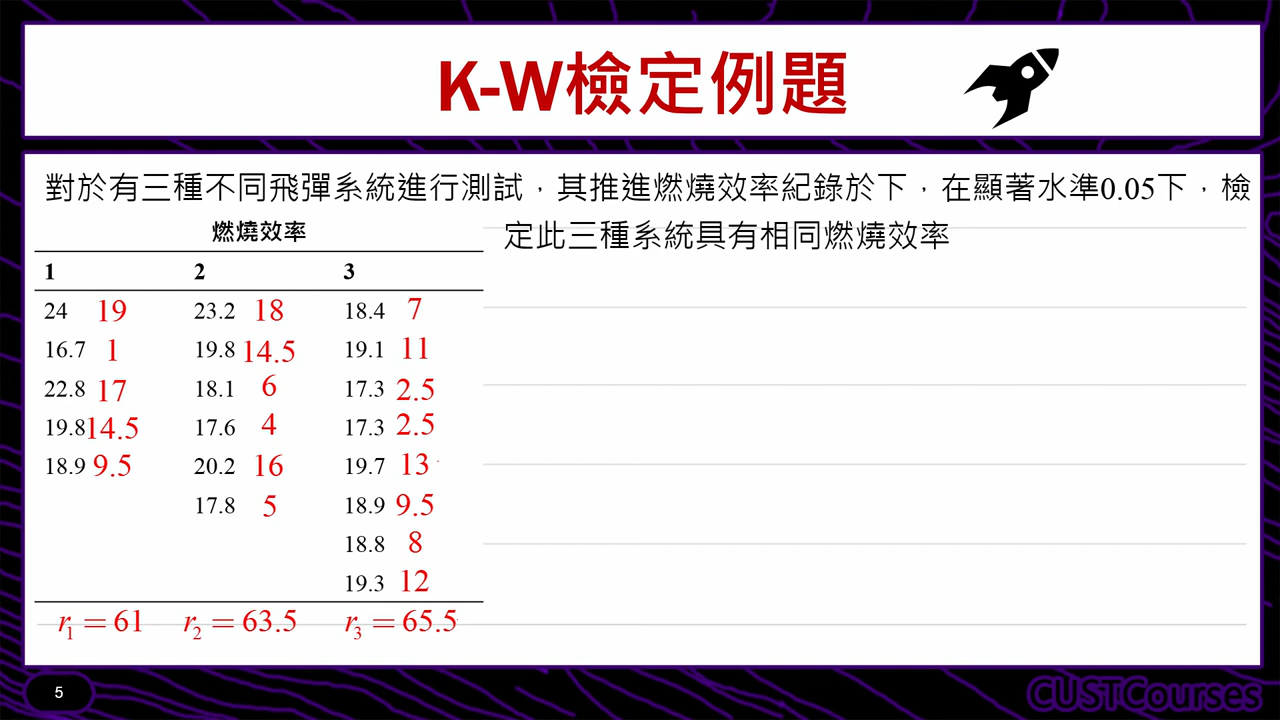 K-W檢定例題
對於有三種不同飛彈系統進行測試，其推進燃燒效率紀錄於下，在顯著水準0.05下，檢
定此三種系統具有相同燃燒效率
燃燒效率
1 2 3
24 19 23.2 18 18.4 7
16.7 1 19.8 14.5 19.1 11
22.8 17 18.1 6 17.3 2.5
19.8 14.5 17.6 4 17.3 2.5
18.9 9.5 20.2 16 19.7 13
17.8 5 18.9 9.5
18.8 8
19.3 12
r₁ = 61 r₂ = 63.5 r₃ = 65.5
5
CUSTCourses